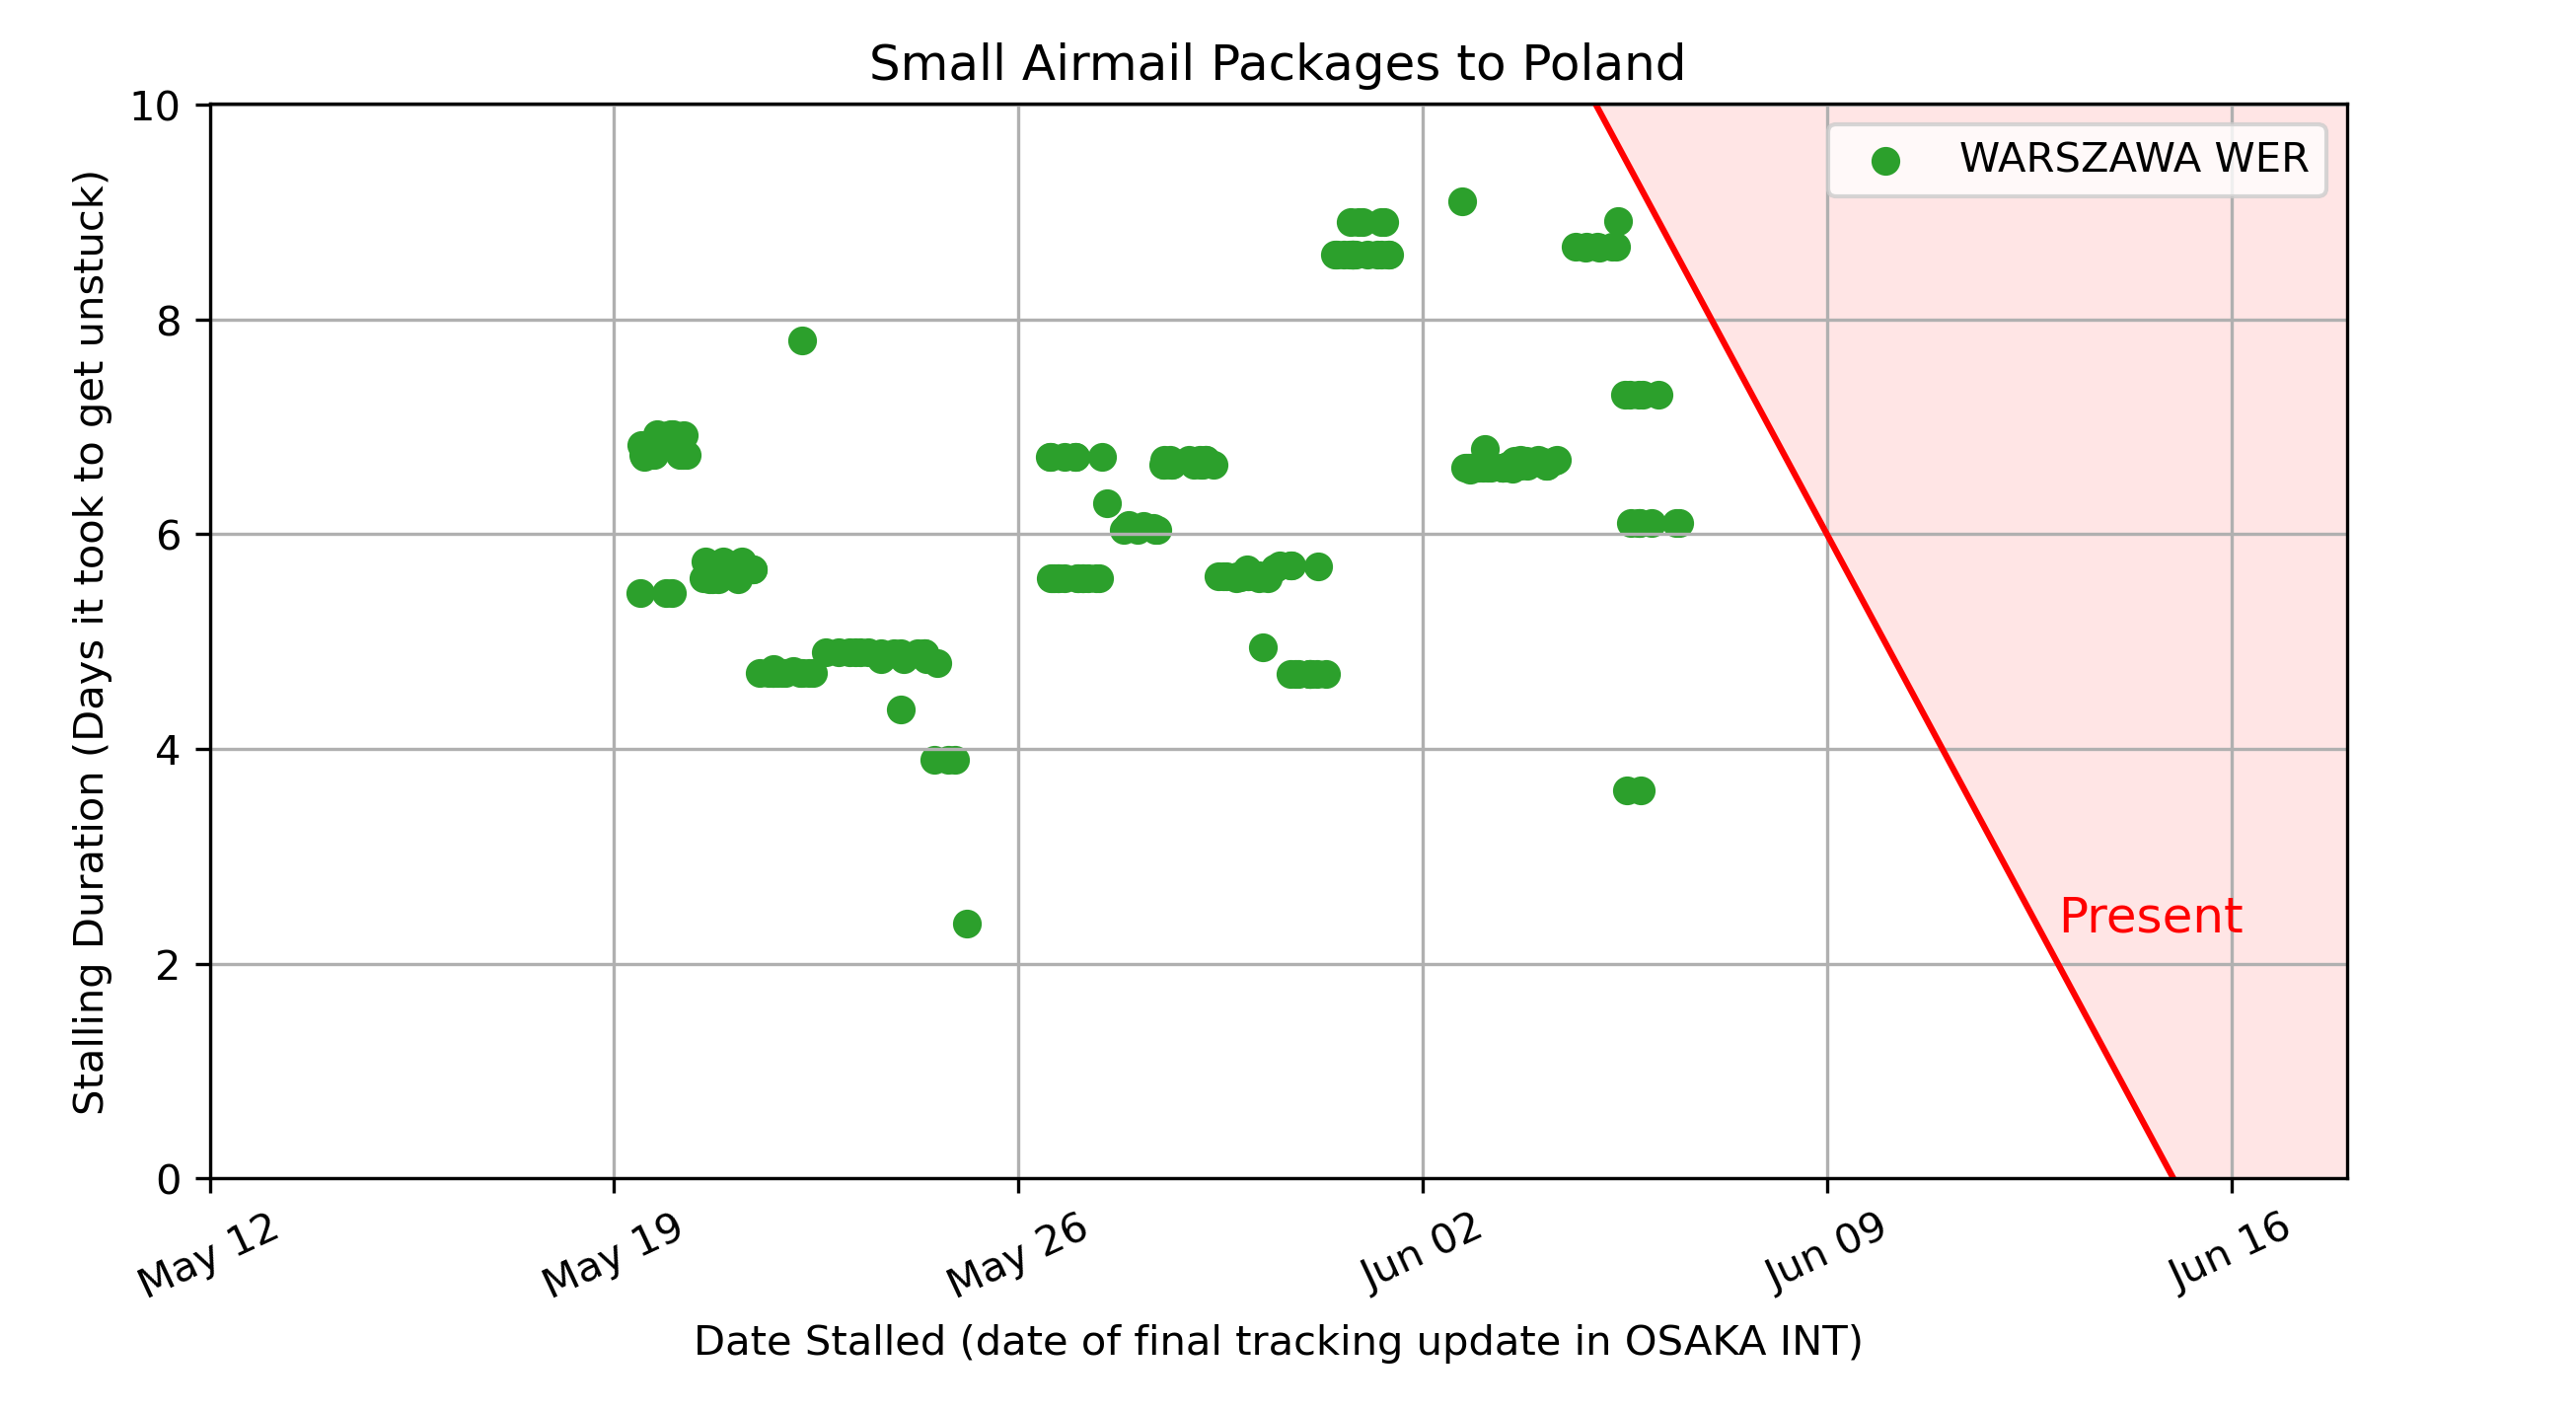 Small Airmail Packages to Poland
Stalling Duration (Days it took to get unstuck)
10
8
6
4
2
0
WARSZAWA WER
Present
May 12
May 19
May 26
Jun 02
Jun 09
Jun 16
Date Stalled (date of final tracking update in OSAKA INT)